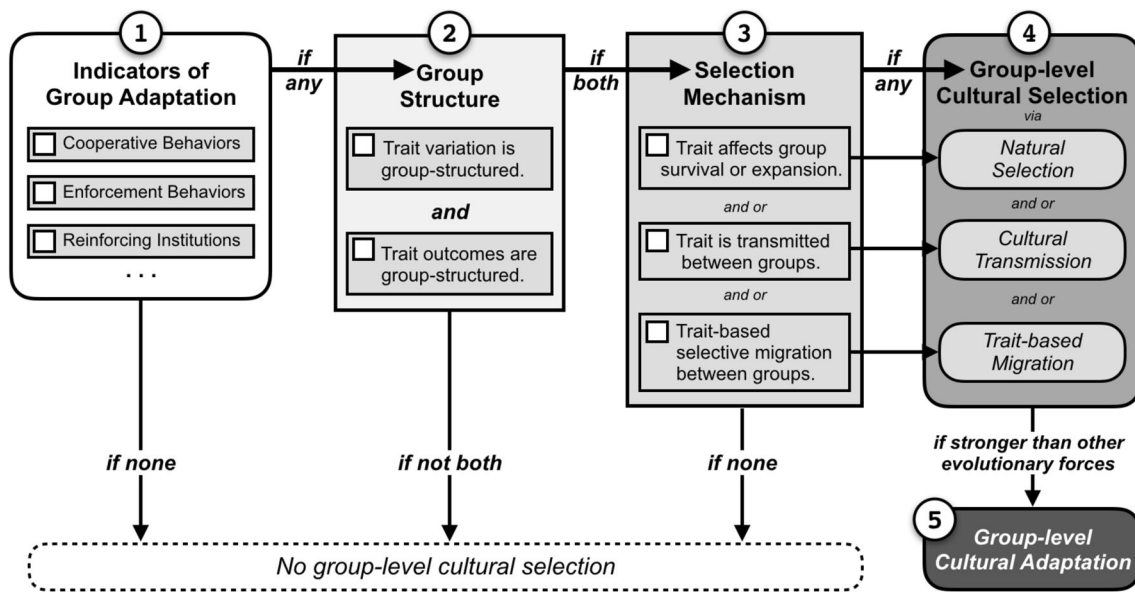 1
Indicators of
Group Adaptation
Cooperative Behaviors
Enforcement Behaviors
Reinforcing Institutions
. . .
if
any
2
Group
Structure
Trait variation is
group-structured.
and
Trait outcomes are
group-structured.
if
both
3
Selection
Mechanism
Trait affects group
survival or expansion.
and or
Trait is transmitted
between groups.
and or
Trait-based
selective migration
between groups.
if
any
4
Group-level
Cultural Selection
via
Natural
Selection
and or
Cultural
Transmission
and or
Trait-based
Migration
if none
if not both
if none
if stronger than other
evolutionary forces
No group-level cultural selection
5
Group-level
Cultural Adaptation